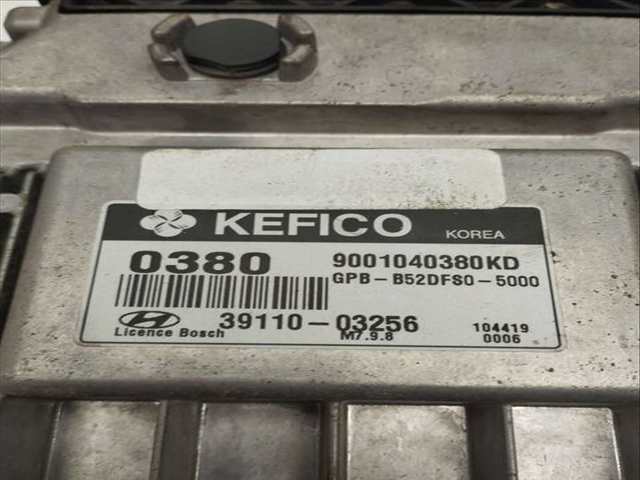 KEFICO KOREA
0380 9001040380KD
GPB-B52DFS0-5000
39110-03256 104419
Licence Bosch M7.9.8 0006